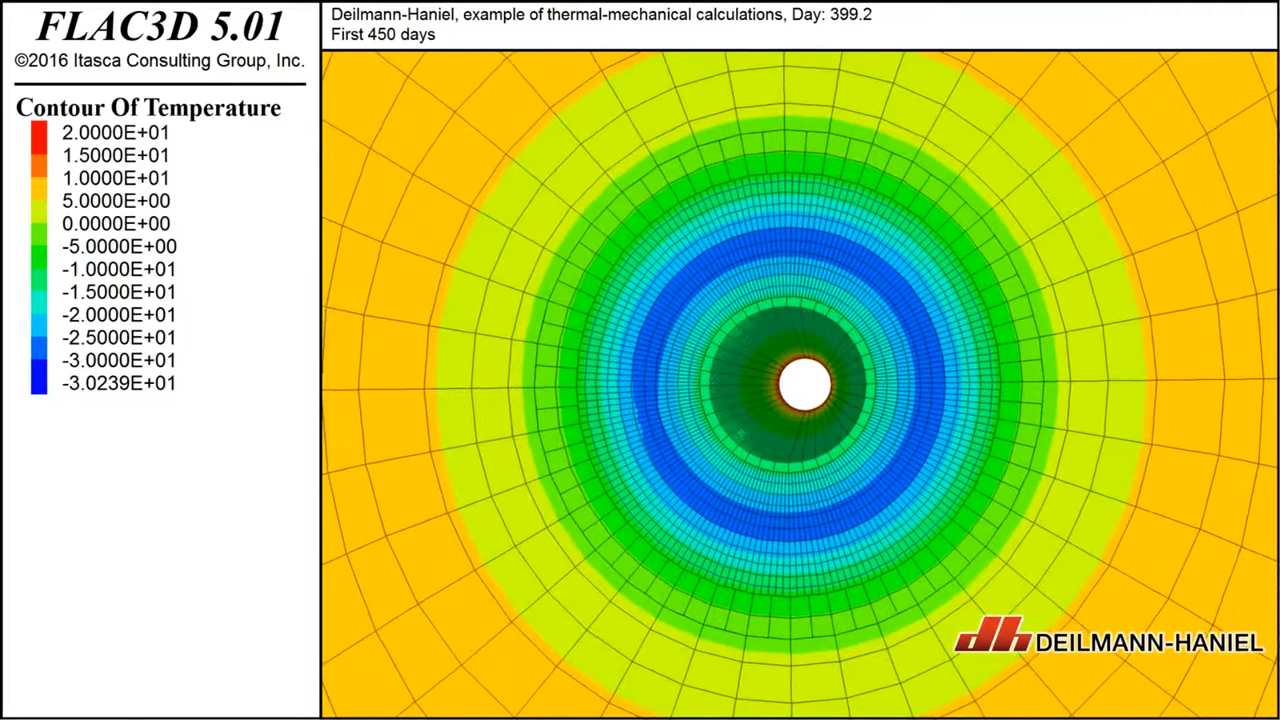 FLAC3D 5.01
©2016 Itasca Consulting Group, Inc.
Contour Of Temperature
2.0000E+01
1.5000E+01
1.0000E+01
5.0000E+00
0.0000E+00
-5.0000E+00
-1.0000E+01
-1.5000E+01
-2.0000E+01
-2.5000E+01
-3.0000E+01
-3.0239E+01
Deilmann-Haniel, example of thermal-mechanical calculations, Day: 399.2
First 450 days
dh DEILMANN-HANIEL